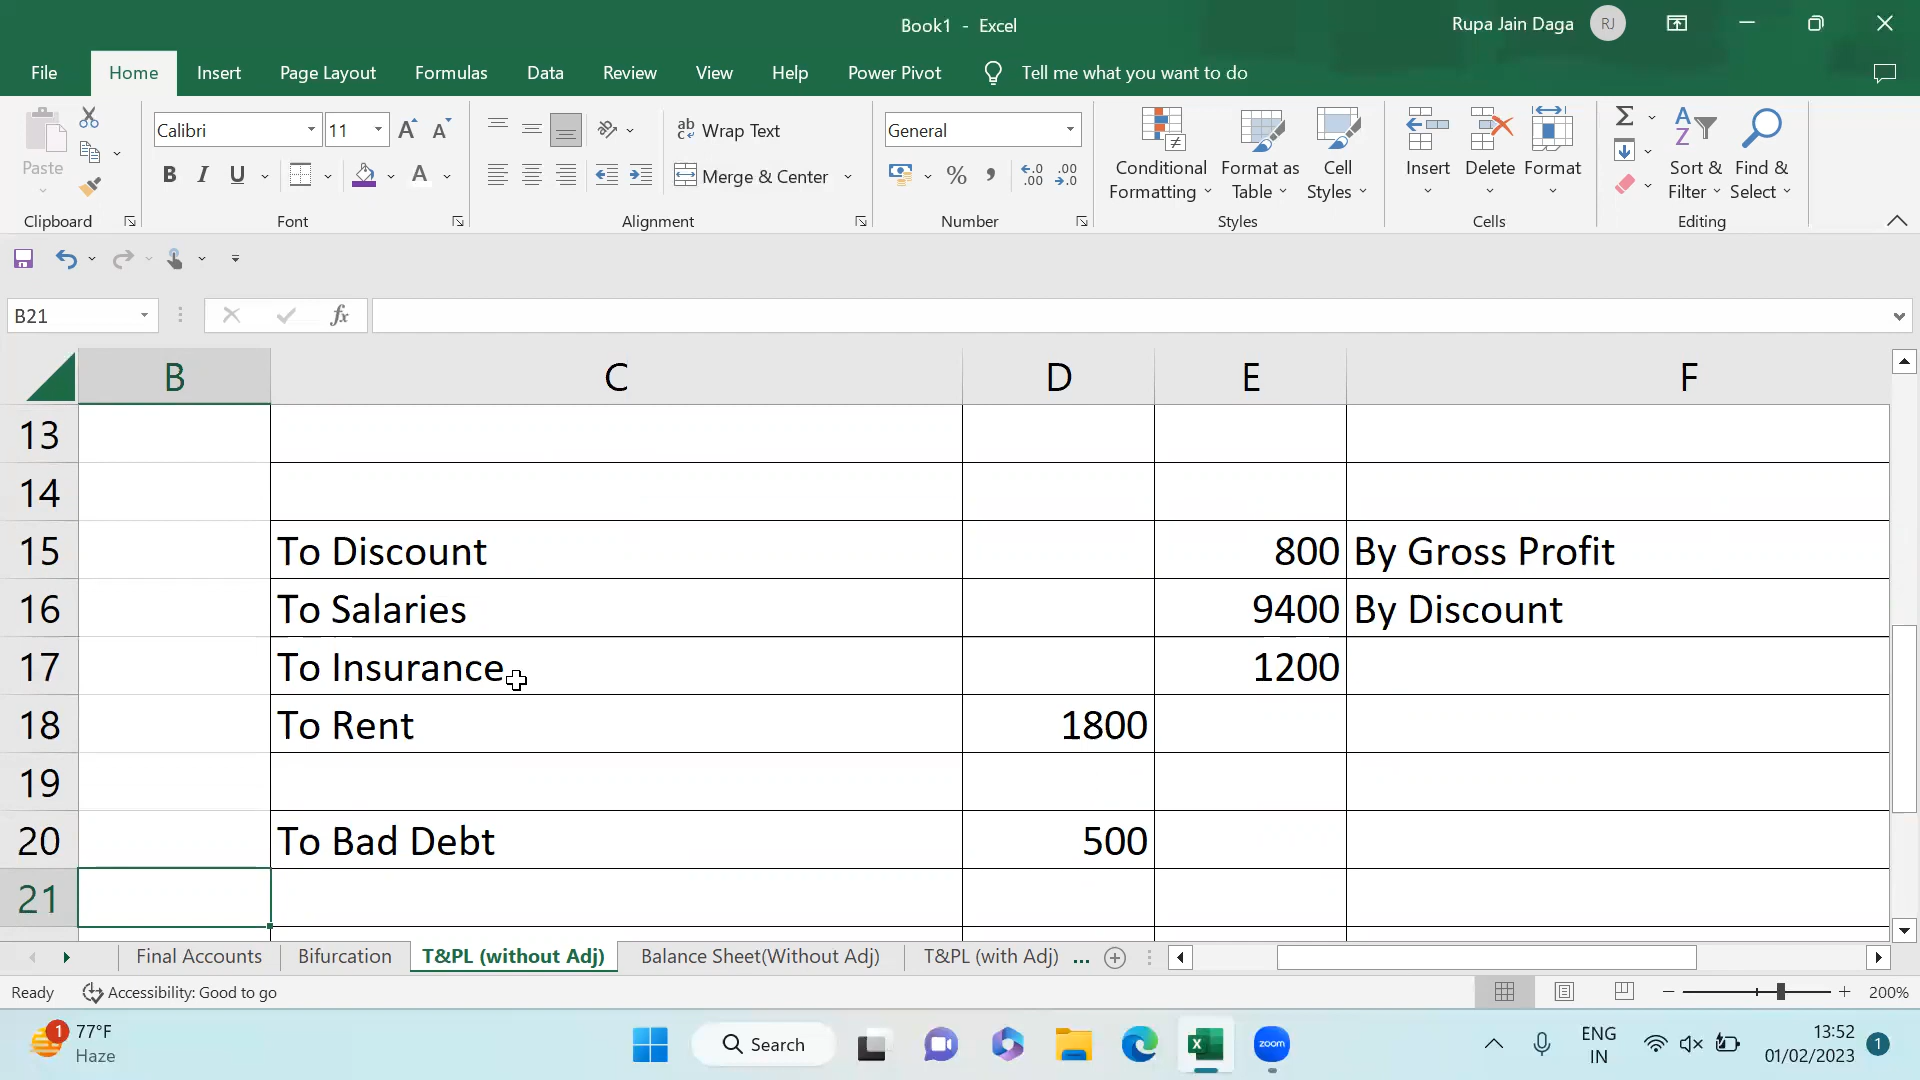 Book1 - Excel
Rupa Jain Daga RJ
File Home Insert Page Layout Formulas Data Review View Help Power Pivot Tell me what you want to do
Calibri 11 A A ab Wrap Text General
Paste
B I U A Merge & Center % , .00 .00
Conditional Formatting
Format as Table
Cell Styles
Insert Delete Format
Sort & Filter
Find & Select
Clipboard Font Alignment Number Styles Cells Editing
B21 fx
B C D E F
13
14
15 To Discount 800 By Gross Profit
16 To Salaries 9400 By Discount
17 To Insurance 1200
18 To Rent 1800
19
20 To Bad Debt 500
21
Final Accounts Bifurcation T&PL (without Adj) Balance Sheet(Without Adj) T&PL (with Adj) ...
Ready Accessibility: Good to go 200%
1 77°F
Haze
Search
zoom
ENG
IN
13:52
01/02/2023
1